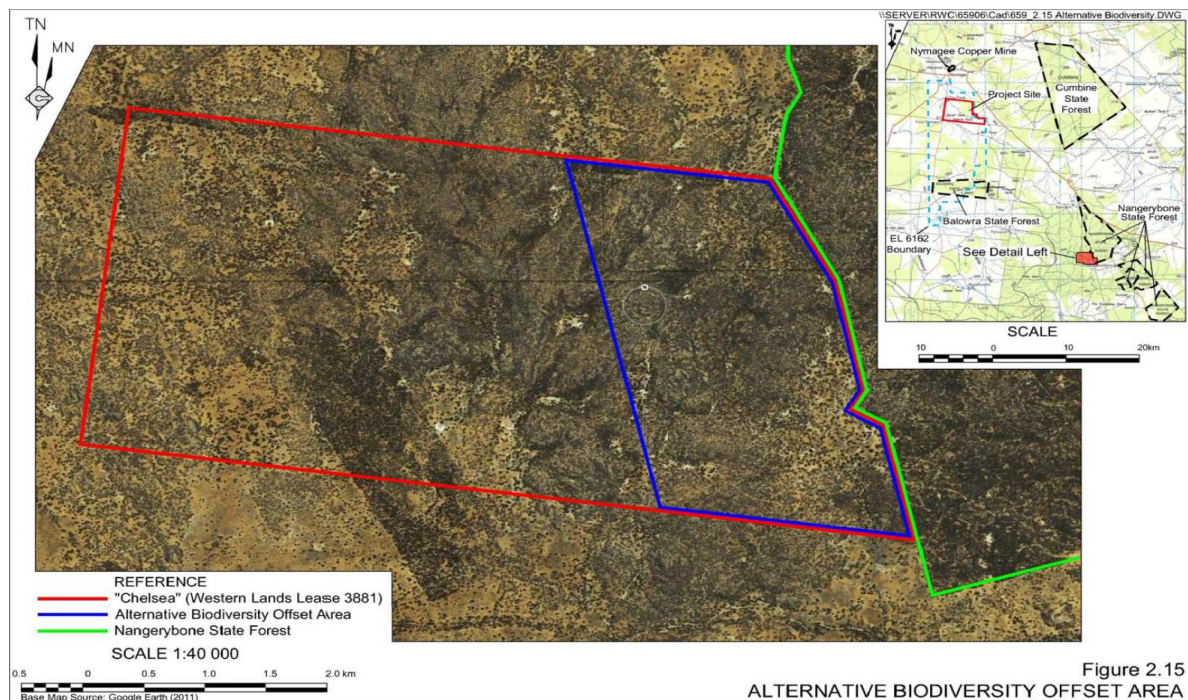 \\SERVER\RWC\65906\Cad\659_2.15 Alternative Biodiversity.DWG
TN
MN
Nymagee Copper Mine
CUMBINE
Cumbine
State
Forest
Project Site
Nangerybone
State Forest
Balowra State Forest
EL 6162
Boundary
See Detail Left
SCALE
10 0 10 20km
REFERENCE
"Chelsea" (Western Lands Lease 3881)
Alternative Biodiversity Offset Area
Nangerybone State Forest
SCALE 1:40 000
0.5 0 0.5 1.0 1.5 2.0 km
Base Map Source: Google Earth (2011)
Figure 2.15
ALTERNATIVE BIODIVERSITY OFFSET AREA